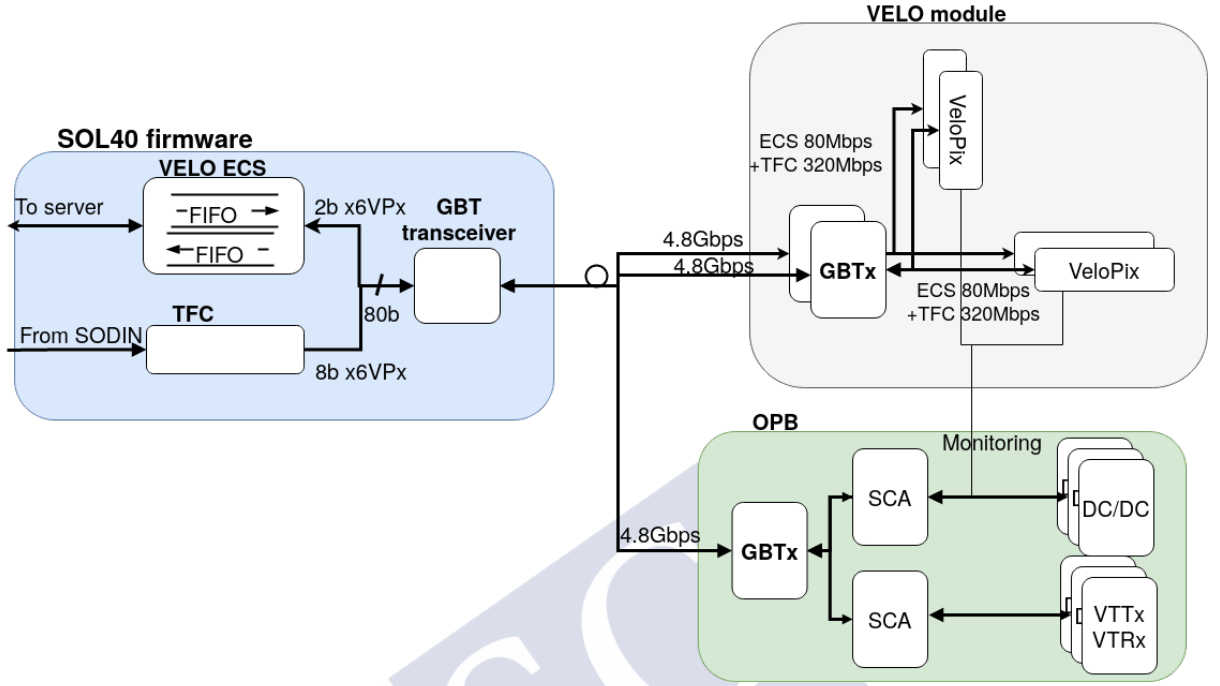 VELO module
VeloPix
ECS 80Mbps
+TFC 320Mbps
SOL40 firmware
VELO ECS
To server
FIFO
FIFO
2b x6VPx
GBT
transceiver
80b
TFC
From SODIN
8b x6VPx
4.8Gbps
4.8Gbps
GBTx
VeloPix
ECS 80Mbps
+TFC 320Mbps
OPB
Monitoring
SCA
DC/DC
4.8Gbps
GBTx
SCA
VTTx
VTRx